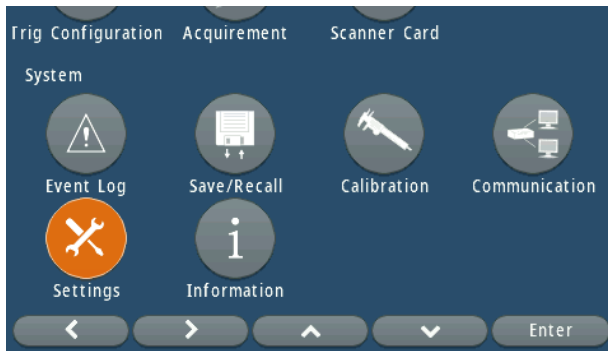 Trig Configuration Acquirement Scanner Card
System
Event Log Save/Recall Calibration Communication
Settings Information
Enter